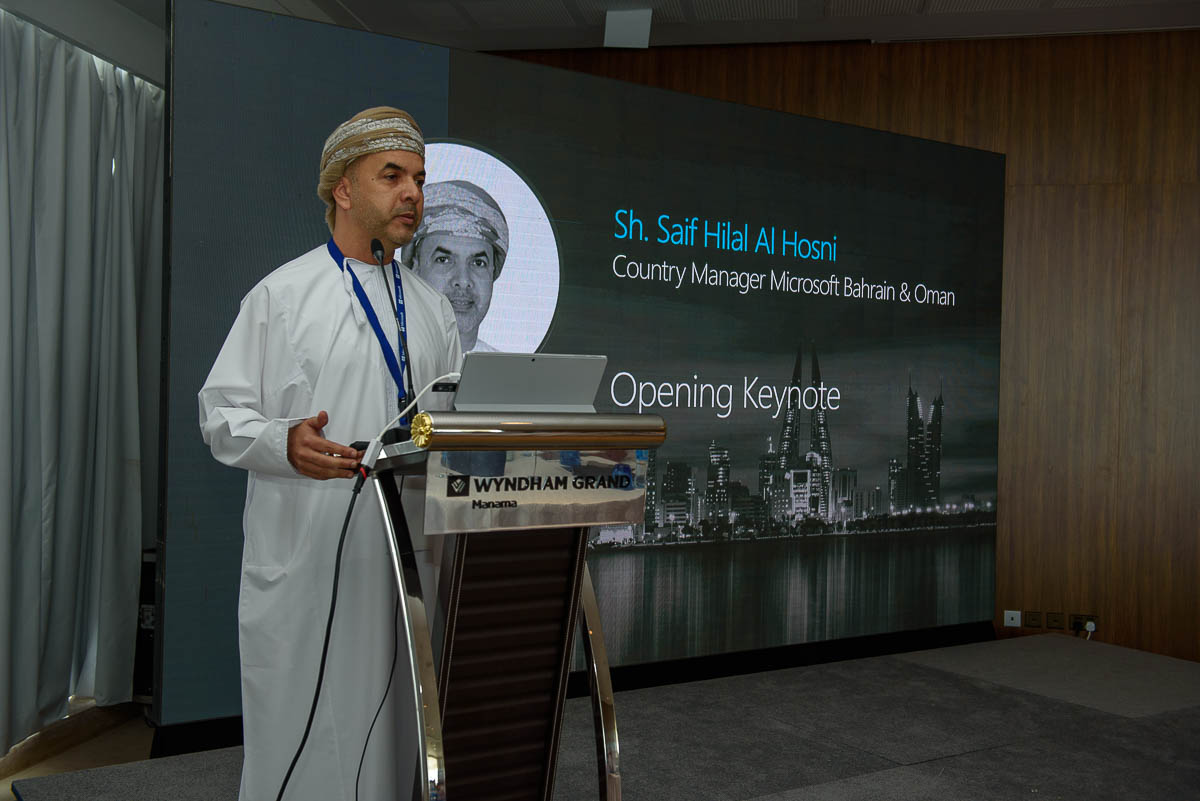 Sh. Saif Hilal Al Hosni
Country Manager Microsoft Bahrain & Oman
Opening Keynote
WYNDHAM GRAND
Manama